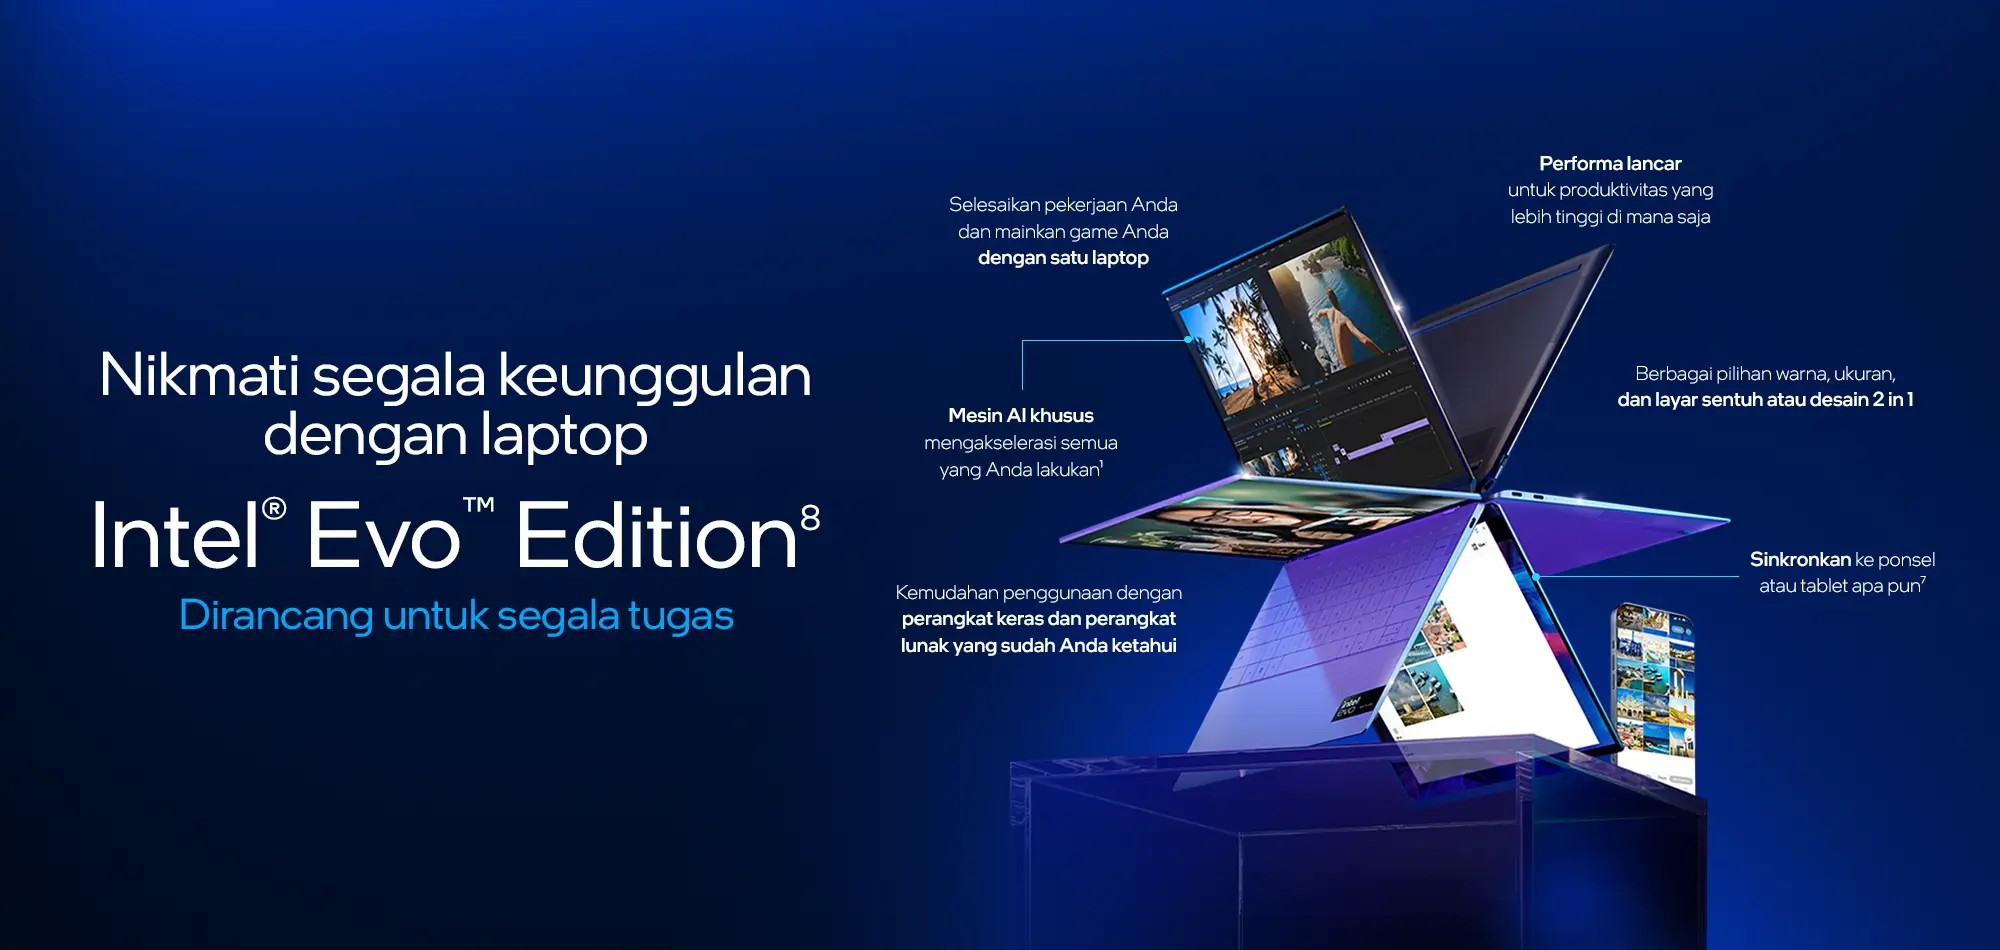 Nikmati segala keunggulan
dengan laptop
Intel® Evo™ Edition⁸
Dirancang untuk segala tugas
Selesaikan pekerjaan Anda
dan mainkan game Anda
dengan satu laptop
Performa lancar
untuk produktivitas yang
lebih tinggi di mana saja
Mesin AI khusus
mengakselerasi semua
yang Anda lakukan¹
Berbagai pilihan warna, ukuran,
dan layar sentuh atau desain 2 in 1
Kemudahan penggunaan dengan
perangkat keras dan perangkat
lunak yang sudah Anda ketahui
Sinkronkan ke ponsel
atau tablet apa pun⁷
intel
evo